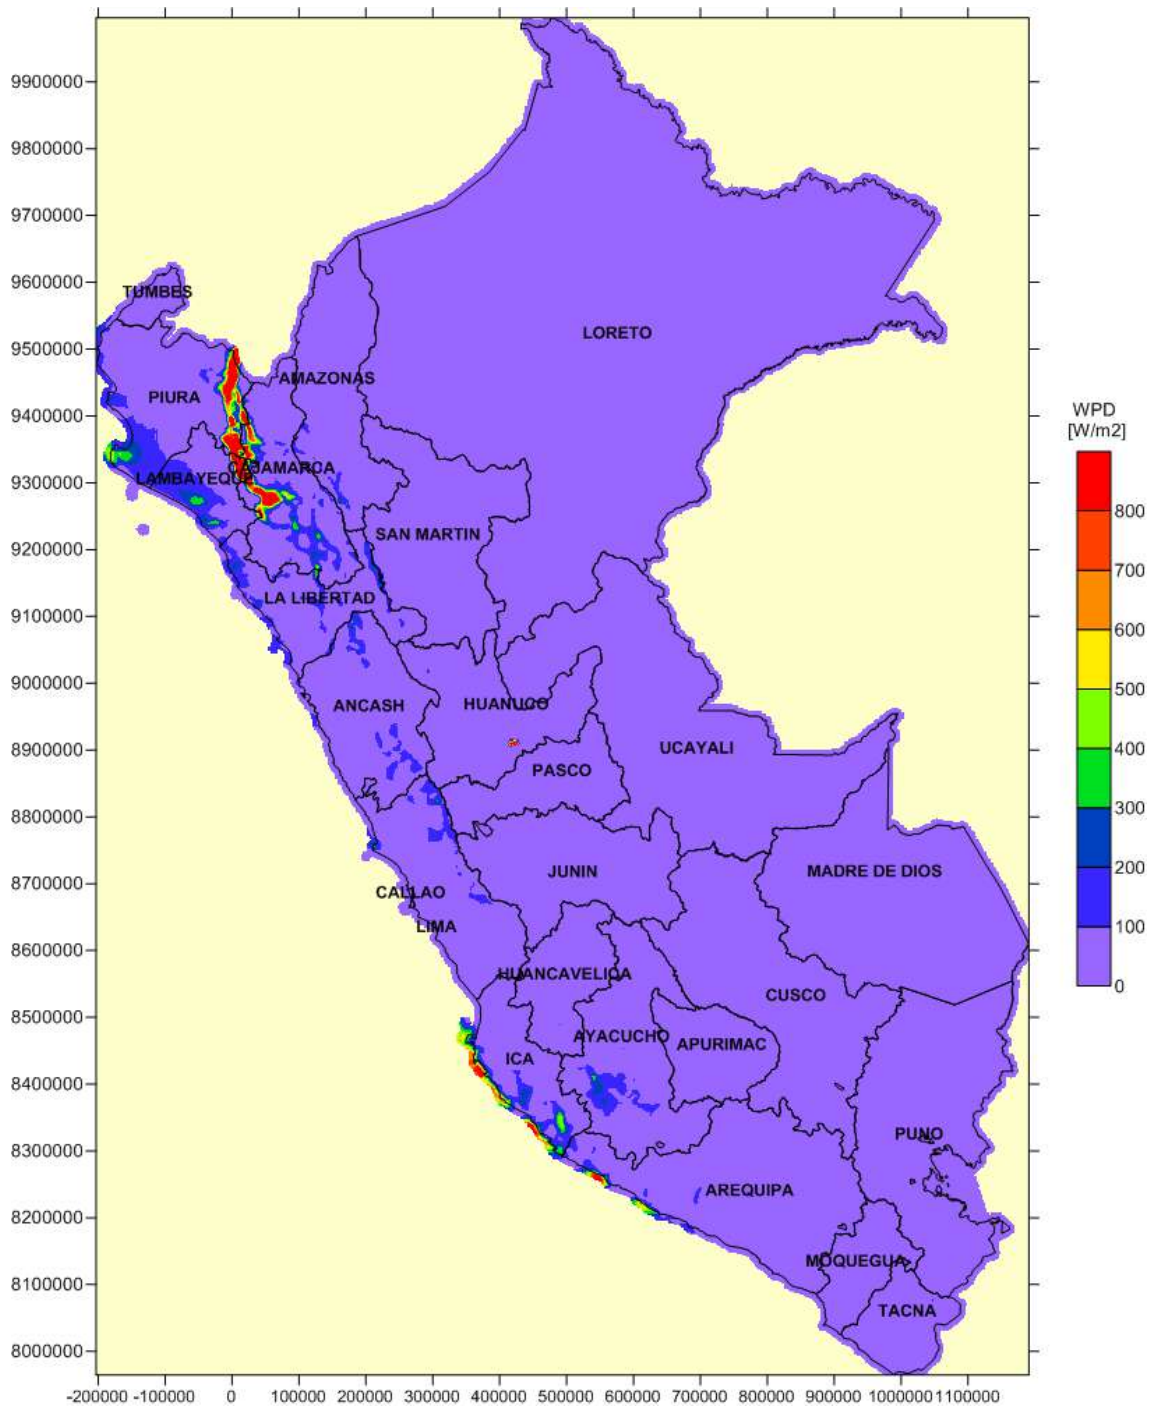 9900000
9800000
9700000
9600000
9500000
9400000
9300000
9200000
9100000
9000000
8900000
8800000
8700000
8600000
8500000
8400000
8300000
8200000
8100000
8000000
TUMBES
LORETO
AMAZONAS
PIURA
CAJAMARCA
LAMBAYEQUE
SAN MARTIN
LA LIBERTAD
ANCASH
HUANUCO
UCAYALI
PASCO
JUNIN
MADRE DE DIOS
CALLAO
LIMA
HUANCAVELICA
CUSCO
AYACUCHO
APURIMAC
ICA
PUNO
AREQUIPA
MOQUEGUA
TACNA
WPD
[W/m2]
800
700
600
500
400
300
200
100
0
-200000 -100000 0 100000 200000 300000 400000 500000 600000 700000 800000 900000 1000000 1100000